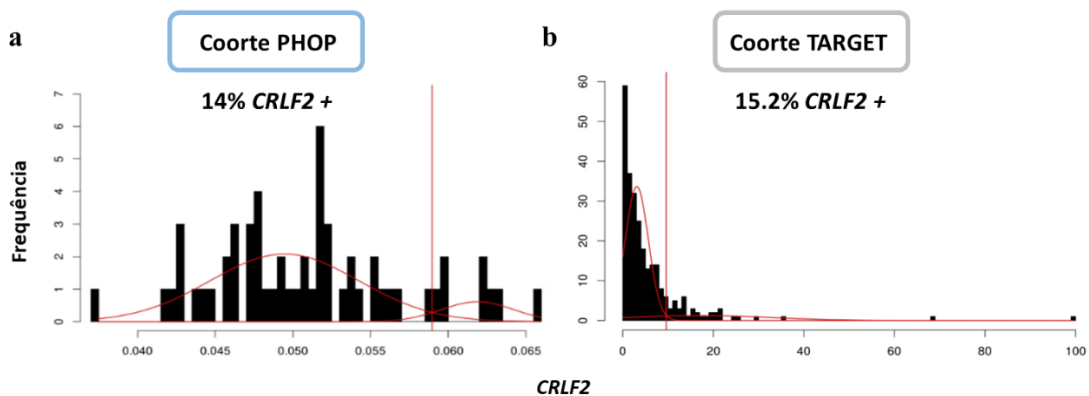 a
Coorte PHOP
14% CRLF2 +
Frequência
0 1 2 3 4 5 6 7
0.040 0.045 0.050 0.055 0.060 0.065
b
Coorte TARGET
15.2% CRLF2 +
0 10 20 30 40 50 60
0 20 40 60 80 100
CRLF2